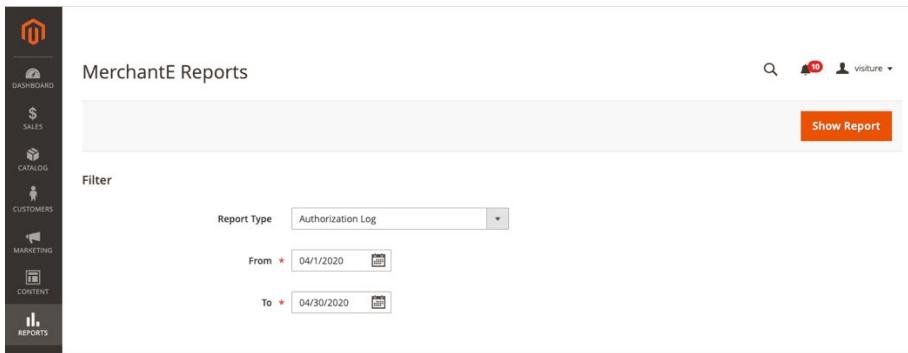 MerchantE Reports
10
visiture
Show Report
DASHBOARD
SALES
CATALOG
CUSTOMERS
MARKETING
CONTENT
REPORTS
Filter
Report Type Authorization Log
From * 04/1/2020
To * 04/30/2020